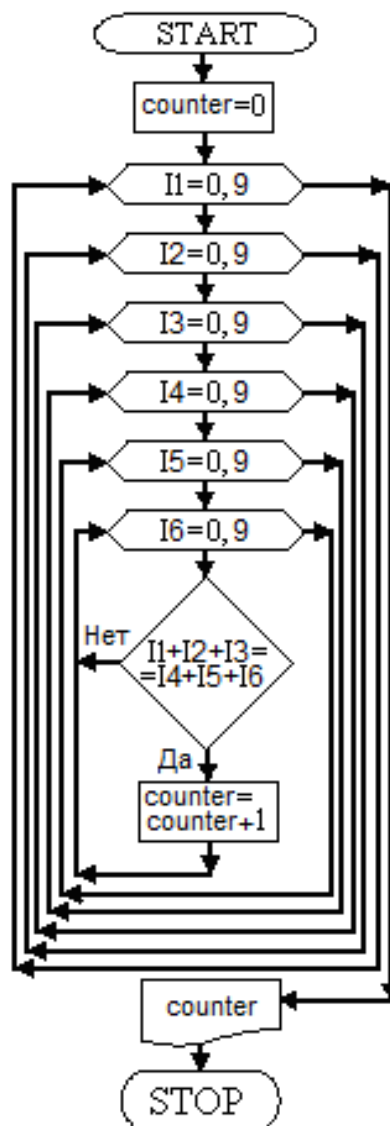 START
counter=0
I1=0,9
I2=0,9
I3=0,9
I4=0,9
I5=0,9
I6=0,9
Нет
I1+I2+I3=
=I4+I5+I6
Да
counter=
counter+1
counter
STOP